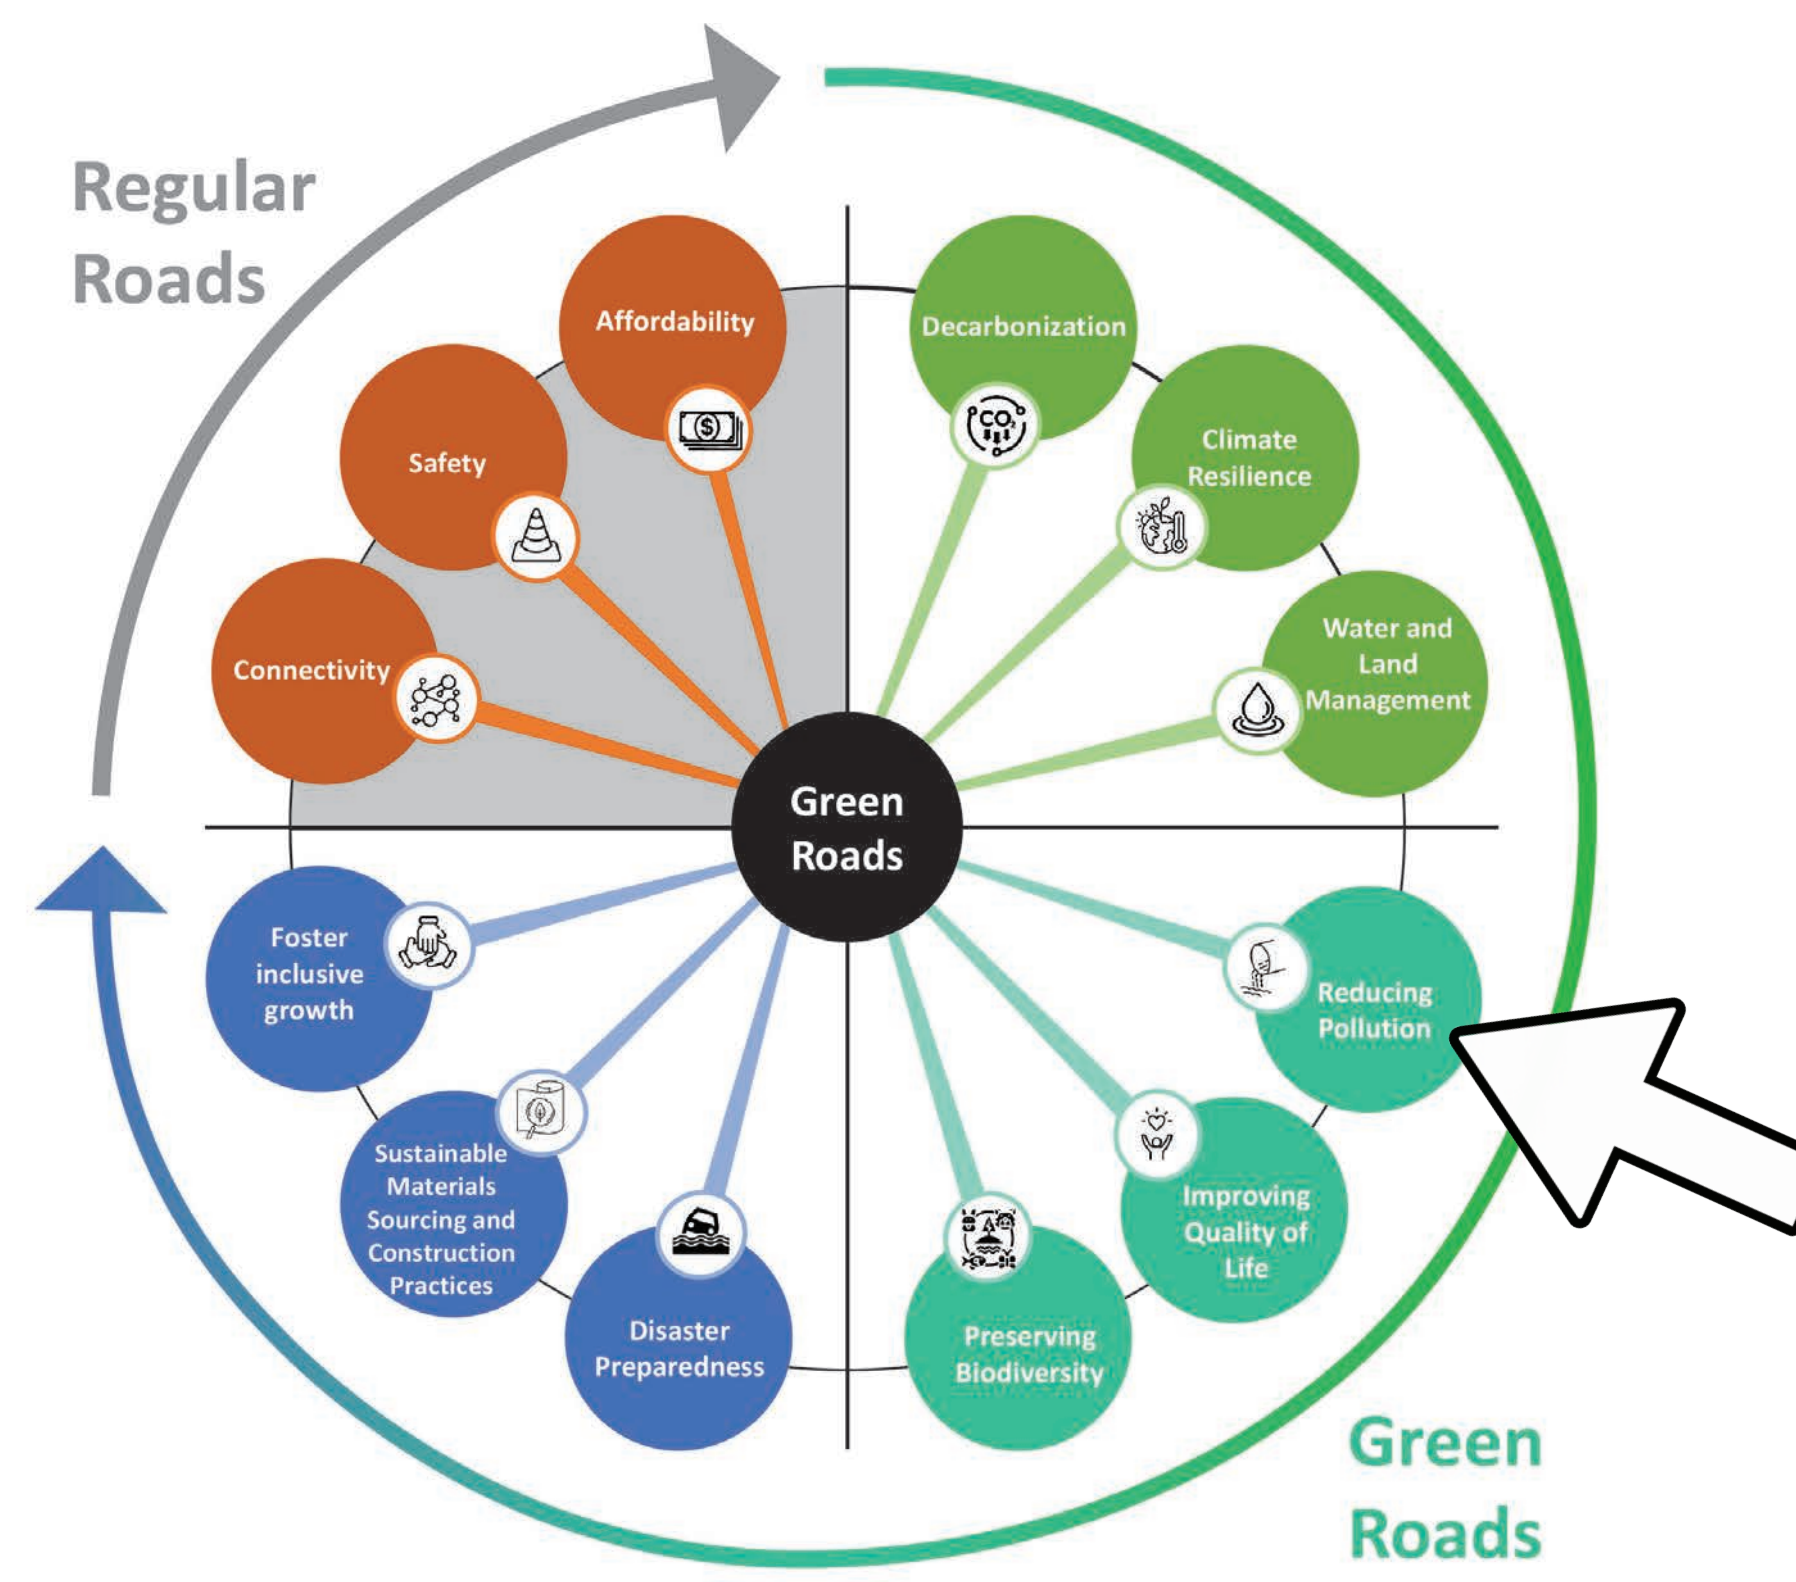 Regular
Roads
Affordability
Safety
Connectivity
Decarbonization
CO2
Climate
Resilience
Water and
Land
Management
Green
Roads
Foster
inclusive
growth
Sustainable
Materials
Sourcing and
Construction
Practices
Disaster
Preparedness
Reducing
Pollution
Improving
Quality of
Life
Preserving
Biodiversity
Green
Roads